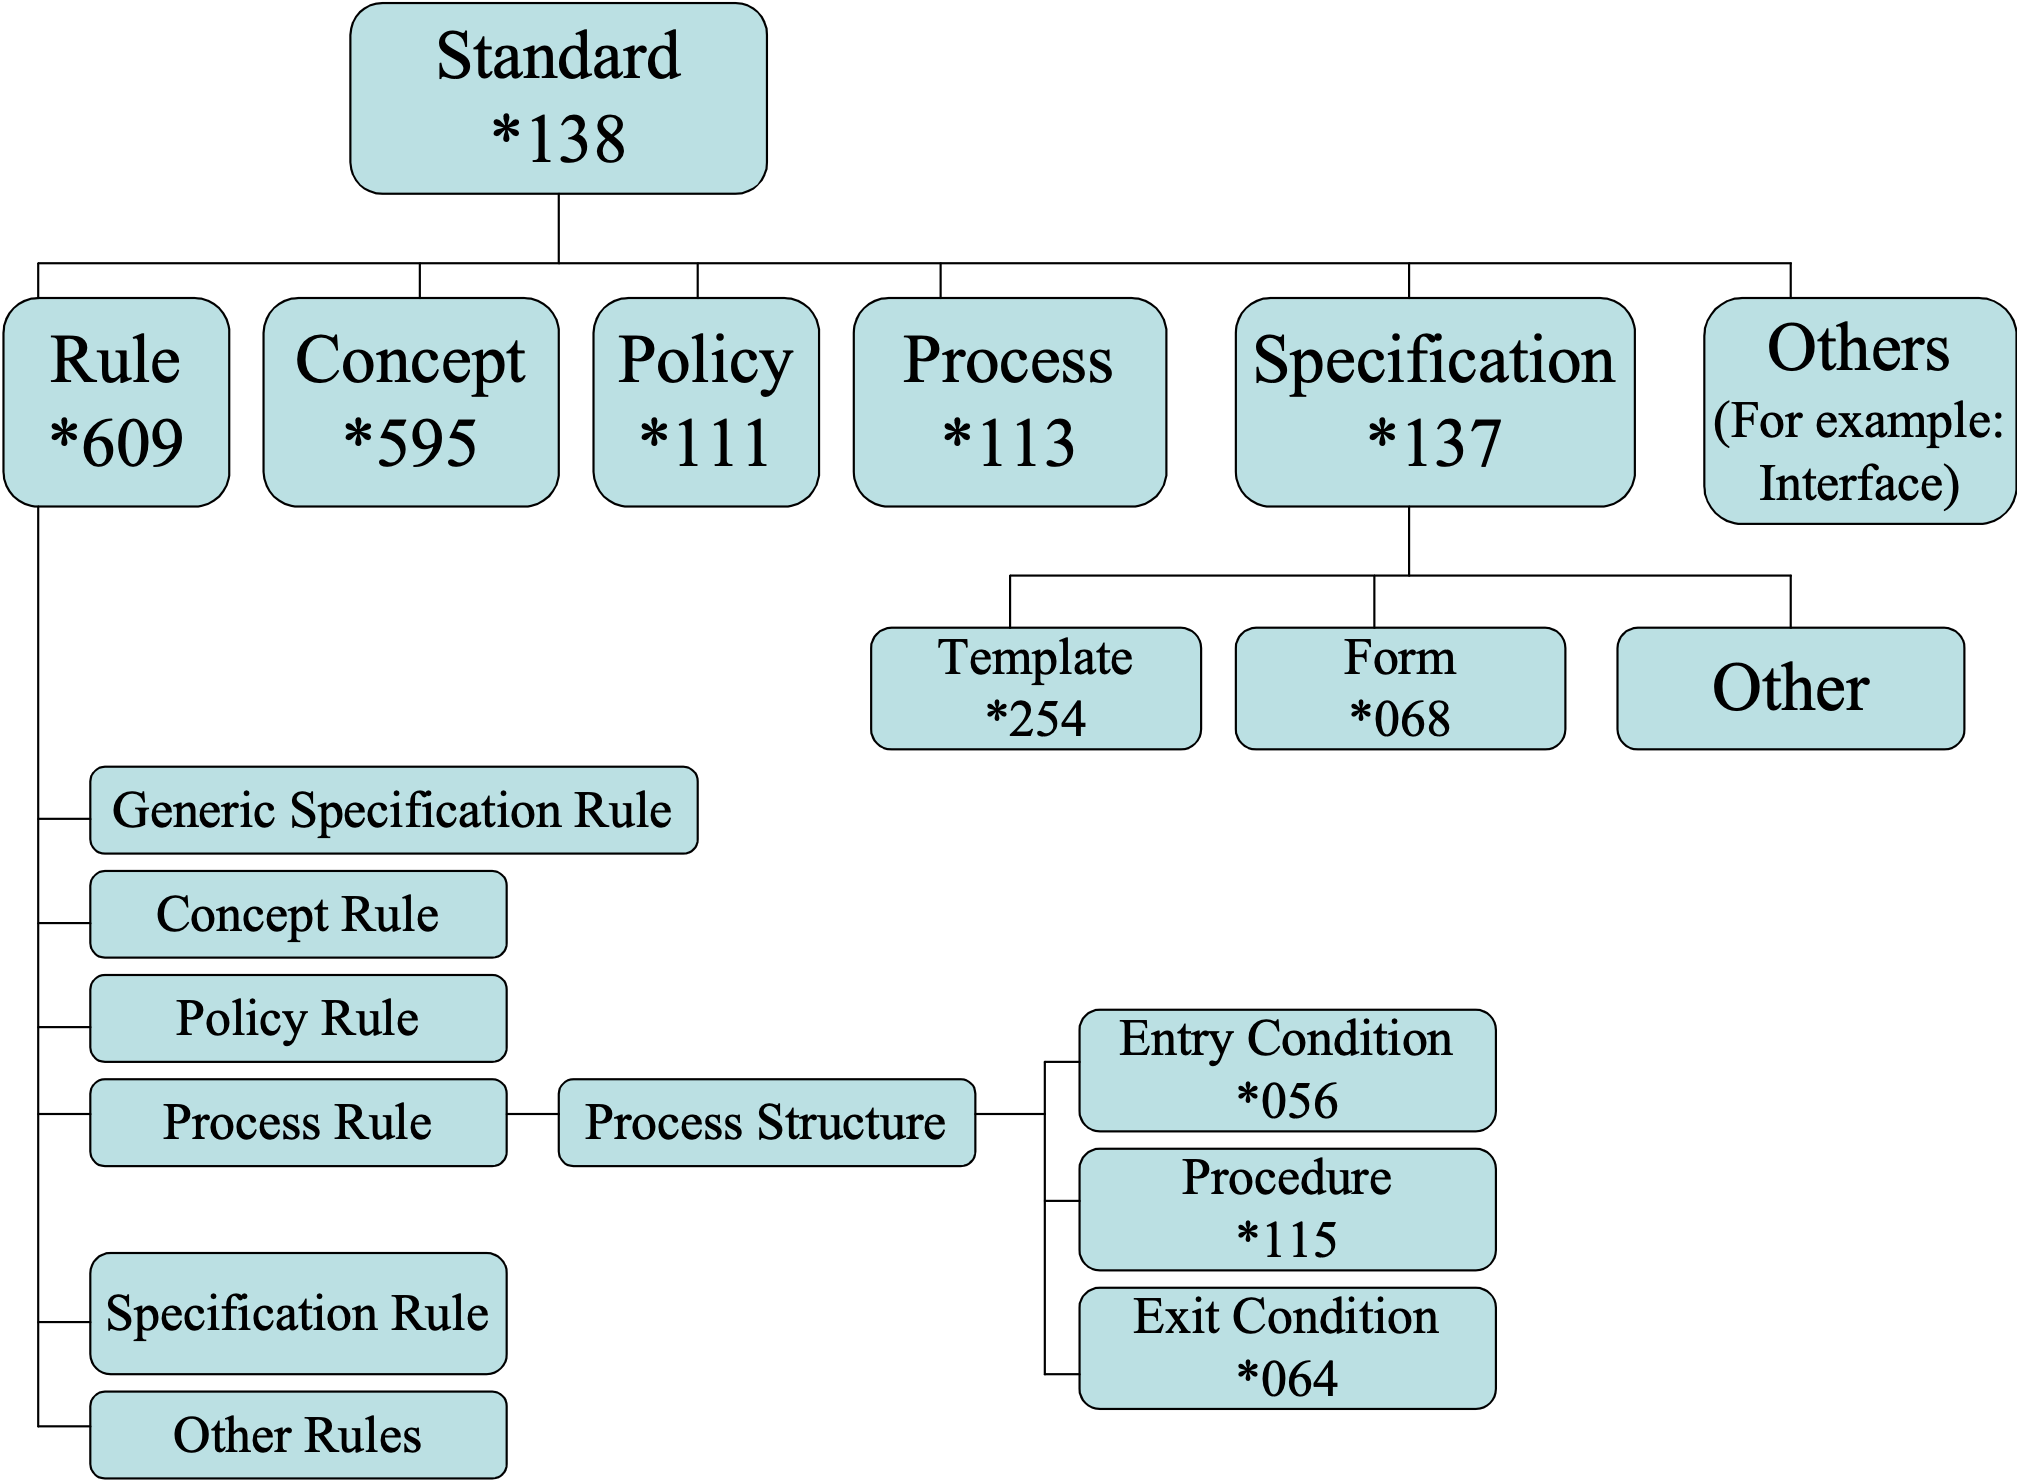 Standard
*138
Rule
*609
Concept
*595
Policy
*111
Process
*113
Specification
*137
Others
(For example:
Interface)
Template
*254
Form
*068
Other
Generic Specification Rule
Concept Rule
Policy Rule
Process Rule
Process Structure
Entry Condition
*056
Procedure
*115
Exit Condition
*064
Specification Rule
Other Rules